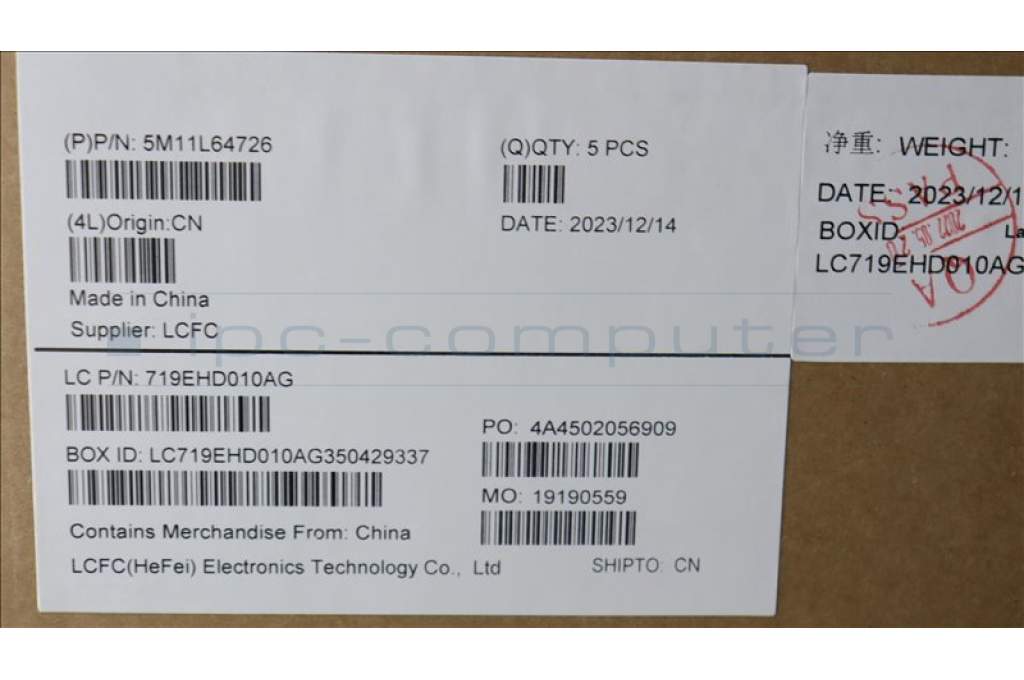 (P)P/N: 5M11L64726
(Q)QTY: 5 PCS
(4L)Origin:CN
DATE: 2023/12/14
Made in China
Supplier: LCFC
LC P/N: 719EHD010AG
PO: 4A4502056909
BOX ID: LC719EHD010AG350429337
MO: 19190559
Contains Merchandise From: China
LCFC(HeFei) Electronics Technology Co., Ltd
SHIPTO: CN
净重: WEIGHT:
DATE: 2023/12/1
BOXID: La
LC719EHD010AG
PASS
QA
ipc-computer